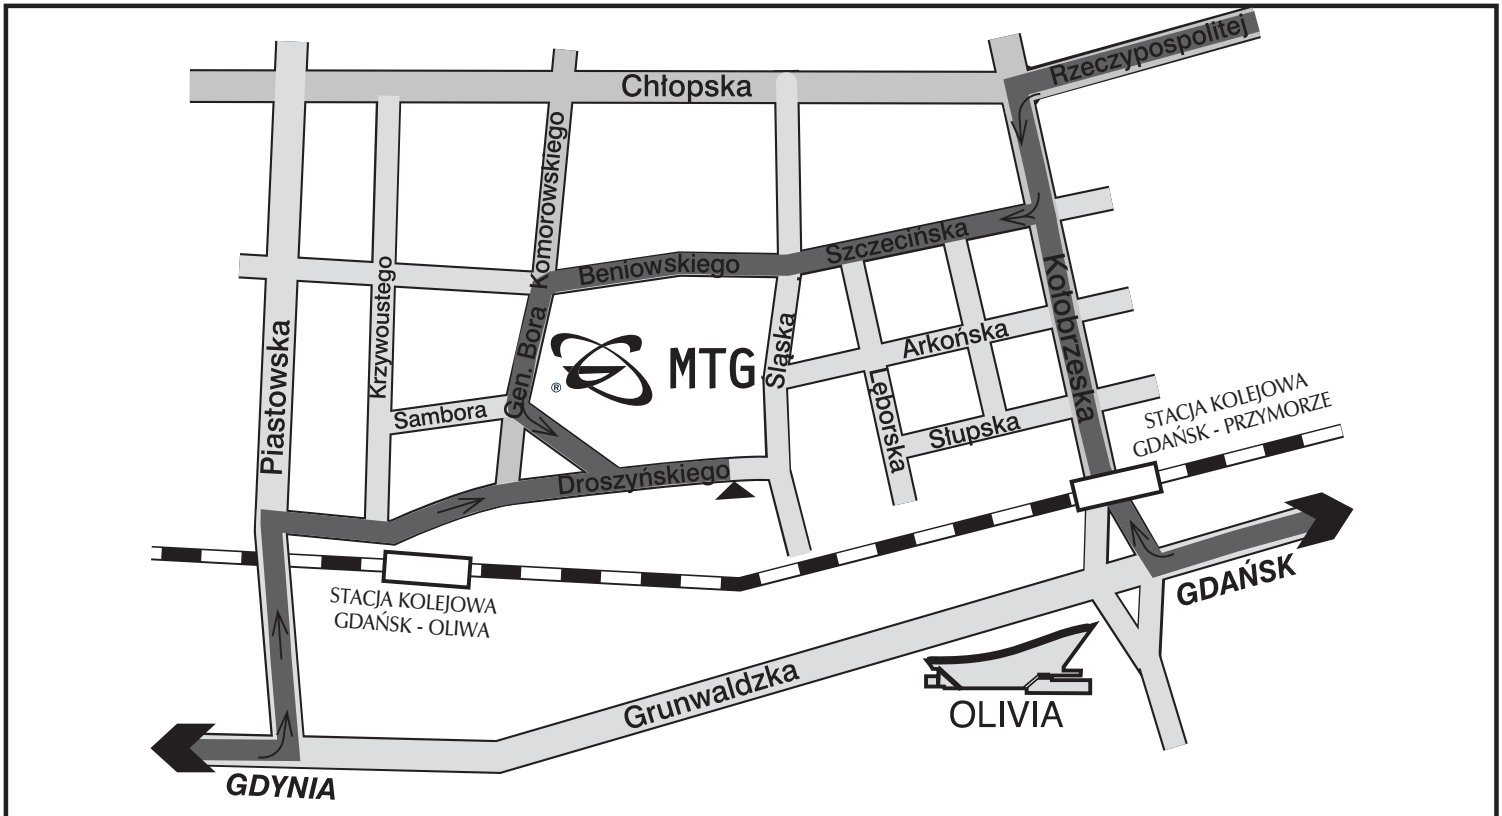 Rzeczypospolitej
Chłopska
Komorowskiego
Szczecińska
Beniowskiego
Krzywoustego
Kołobrzeska
Gen. Bora
®
MTG
Śląska
Arkońska
Piastowska
Sambora
Lęborska
Słupska
STACJA KOLEJOWA
GDAŃSK - PRZYMORZE
Droszyńskiego
STACJA KOLEJOWA
GDAŃSK - OLIWA
GDAŃSK
Grunwaldzka
OLIVIA
GDYNIA